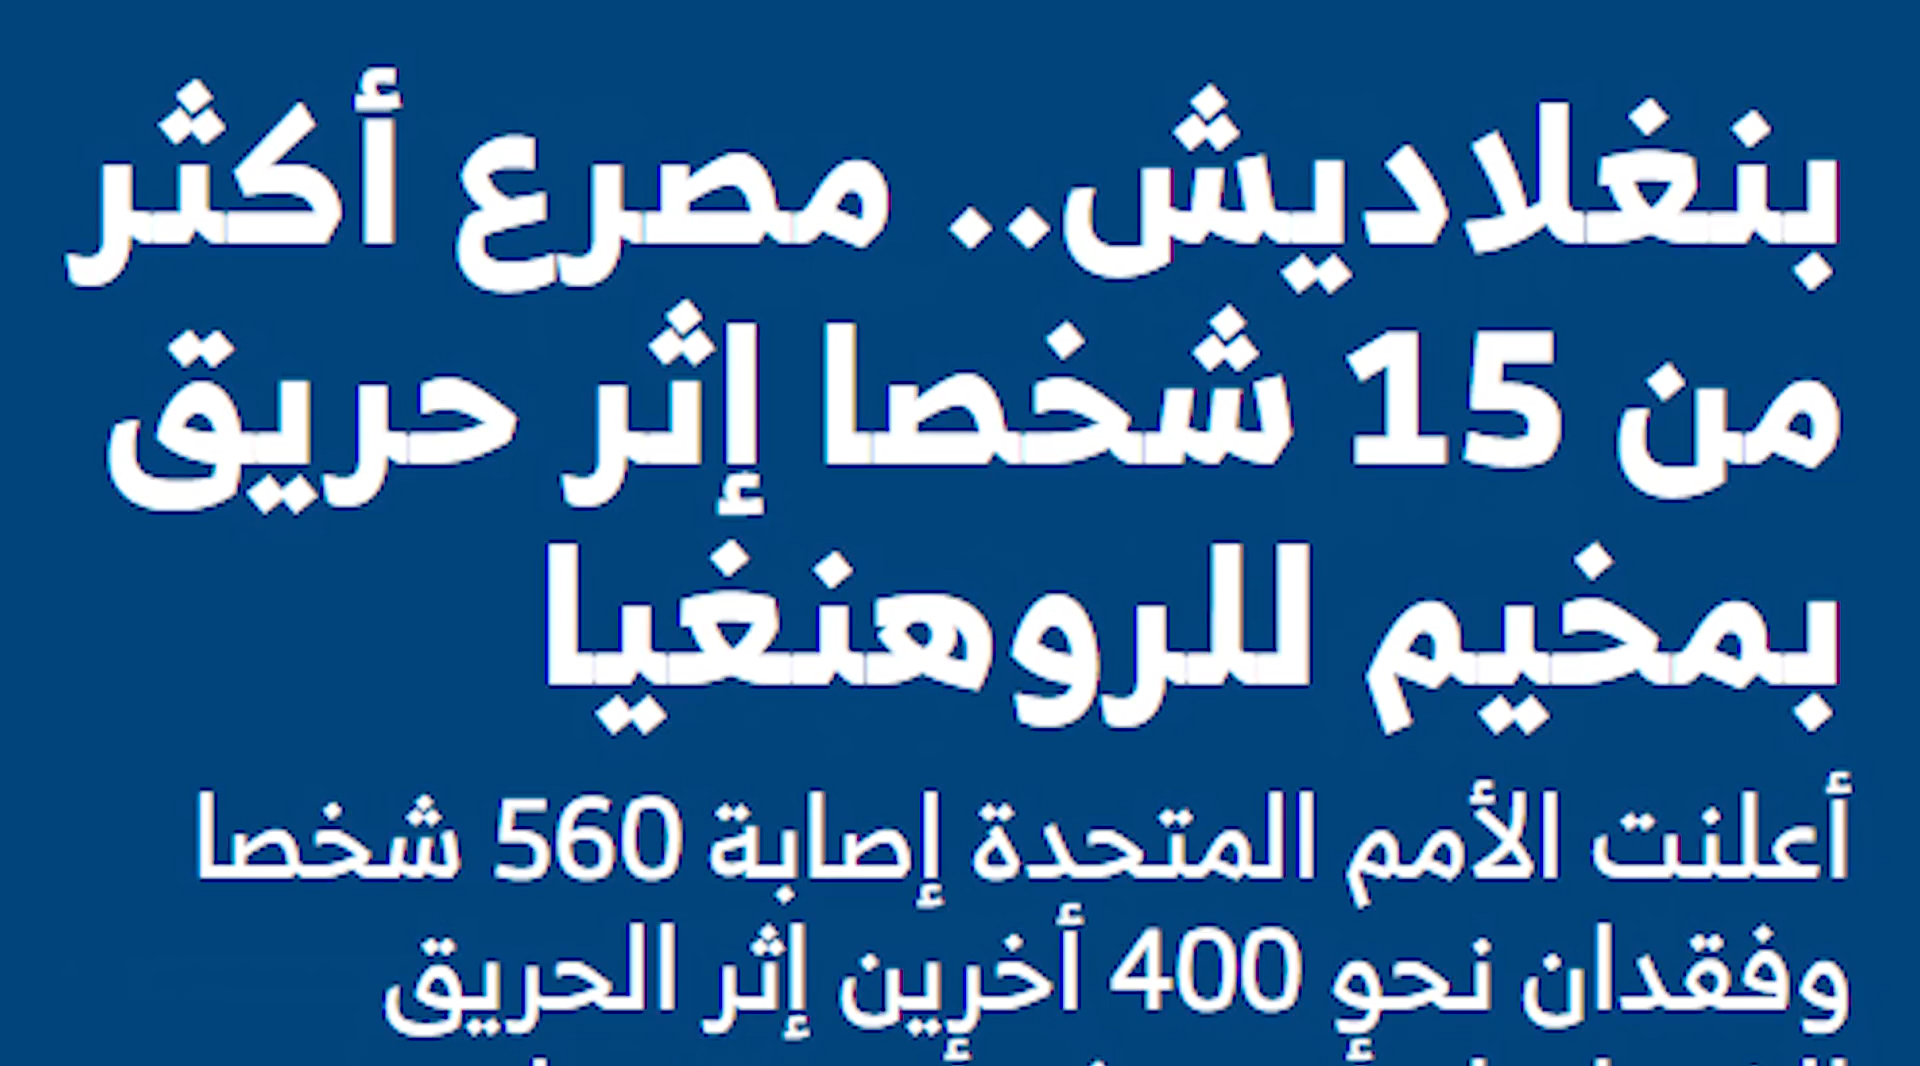 بنغلاديش.. مصرع أكثر
من 15 شخصا إثر حريق
بمخيم للروهنغيا
أعلنت الأمم المتحدة إصابة 560 شخصا
وفقدان نحو 400 أخرين إثر الحريق